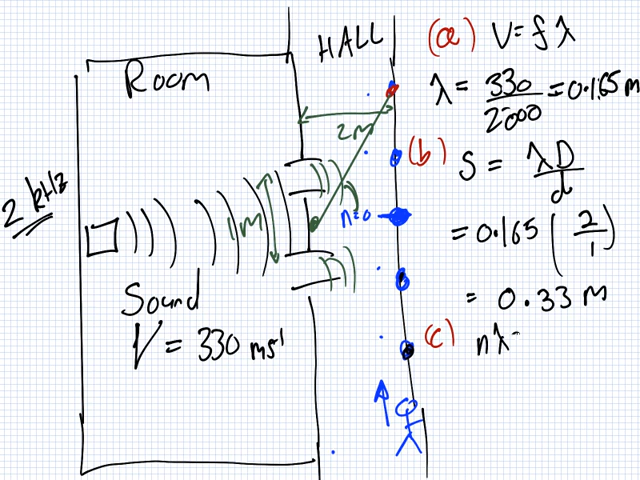 HALL
Room
2 kHz
Sound
V = 330 ms⁻¹
1M
2M
n=0
(a) V = f λ
λ = 330/2000 = 0.165 m
(b) S = λD/d
= 0.165 (2/1)
= 0.33 M
(c) nλ